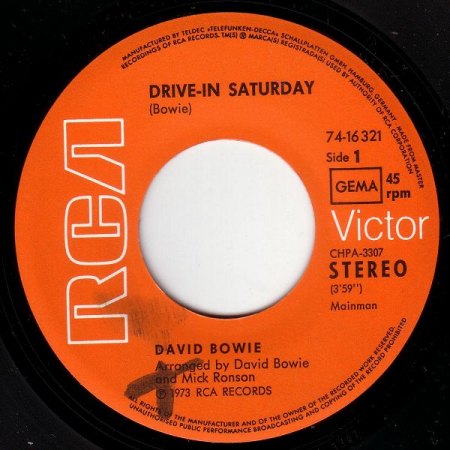 MANUFACTURED BY TELDEC »TELEFUNKEN-DECCA« SCHALLPLATTEN GMBH, HAMBURG, GERMANY - MADE FROM MASTER
RECORDINGS OF RCA RECORDS. TM(S) ® MARCA(S) REGISTRADA(S) USED BY AUTHORITY OF RCA CORPORATION
DRIVE-IN SATURDAY
(Bowie)
RCA
74-16 321
Side 1
GEMA
45
rpm
Victor
CHPA-3307
STEREO
(3'59'')
Mainman
DAVID BOWIE
Arranged by David Bowie
and Mick Ronson
℗ 1973 RCA RECORDS
ALL RIGHTS OF THE MANUFACTURER AND OF THE OWNER OF THE RECORDED WORK RESERVED.
UNAUTHORISED PUBLIC PERFORMANCE BROADCASTING AND COPYING OF THIS RECORD PROHIBITED